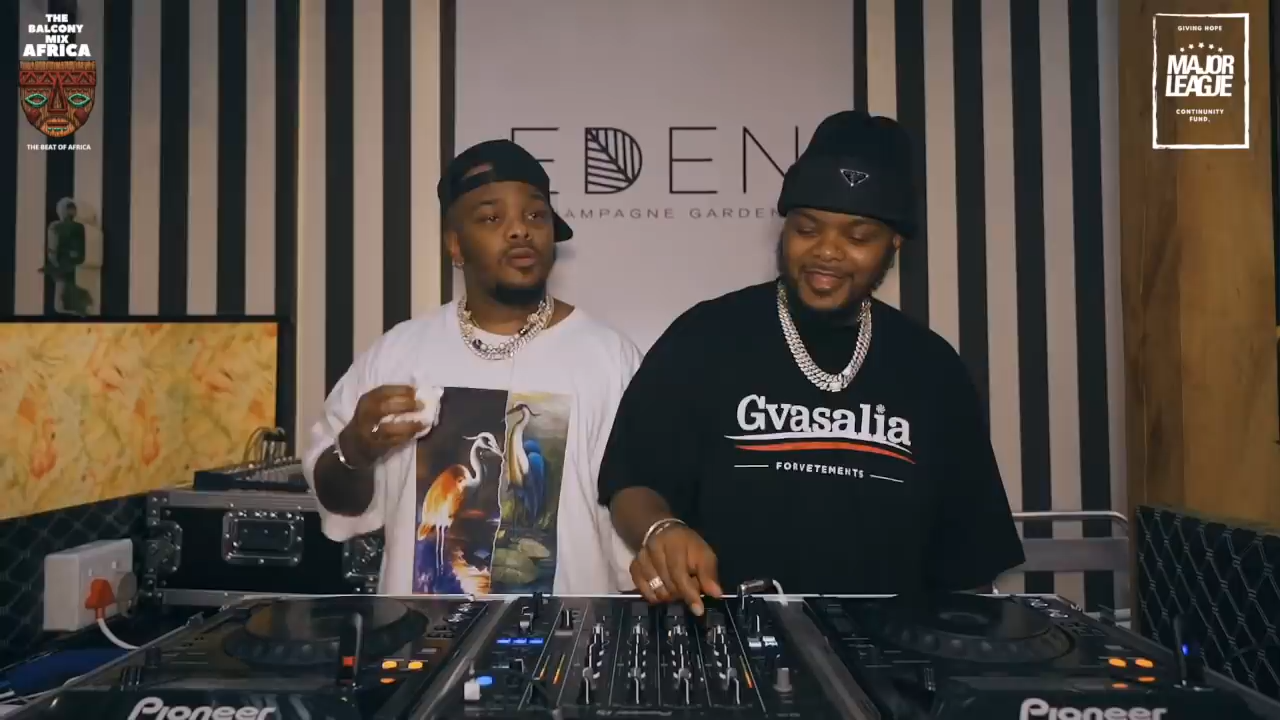 THE
BALCONY
MIX
AFRICA
THE BEAT OF AFRICA
GIVING HOPE
MAJOR
LEAGUE
CONTINUNITY
FUND.
EDEN
AMPAGNE GARDEN
Gvasalia
FORVETEMENTS
Pioneer
Pioneer